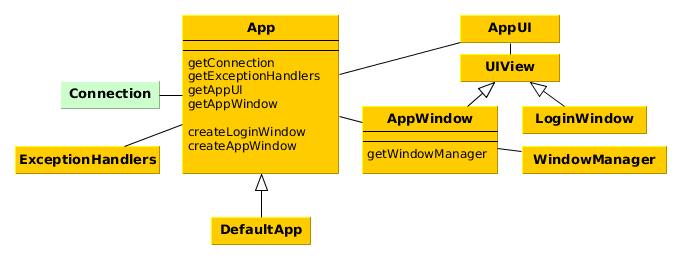 App
getConnection
getExceptionHandlers
getAppUI
getAppWindow
createLoginWindow
createAppWindow
Connection
ExceptionHandlers
DefaultApp
AppUI
UIView
AppWindow
getWindowManager
LoginWindow
WindowManager